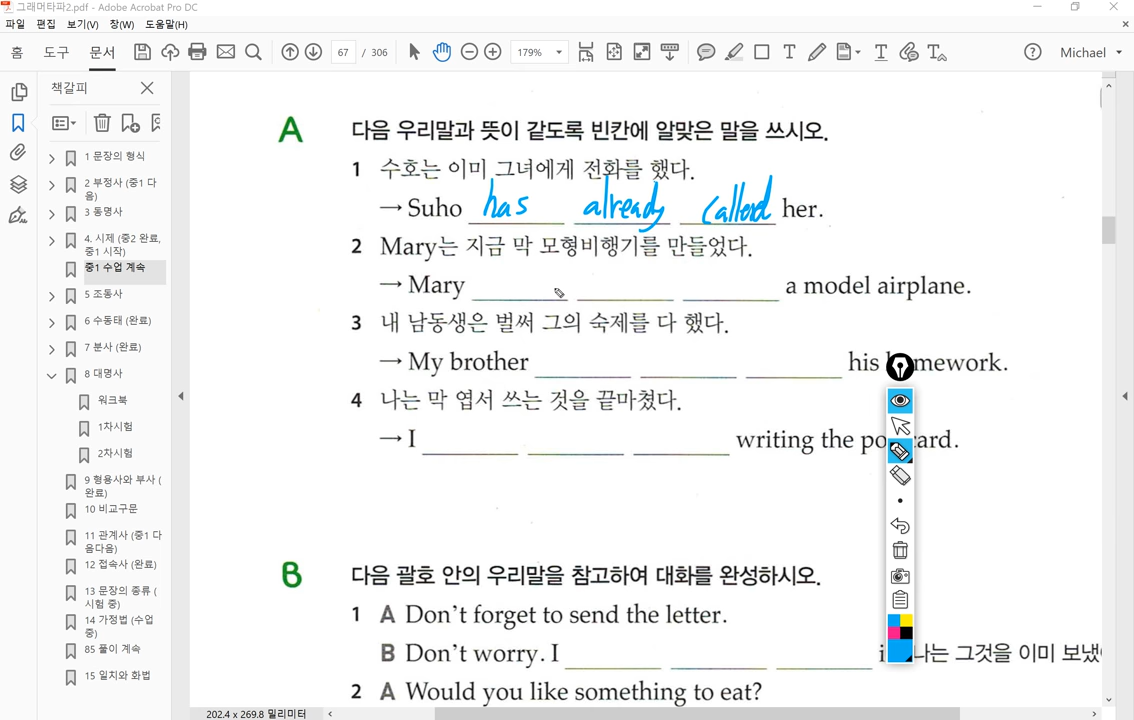 그래머타파2.pdf - Adobe Acrobat Pro DC
파일 편집 보기(V) 창(W) 도움말(H)
홈 도구 문서 67 / 306 179% Michael
책갈피
1 문장의 형식
2 부정사 (중1 다
음)
3 동명사
4. 시제 (중2 완료,
중1 시작)
중1 수업 계속
5 조동사
6 수동태 (완료)
7 분사 (완료)
8 대명사
워크북
1차시험
2차시험
9 형용사와 부사 (
완료)
10 비교구문
11 관계사 (중1 다
음다음)
12 접속사 (완료)
13 문장의 종류 (
시험 중)
14 가정법 (수업
중)
85 풀이 계속
15 일치와 화법
A 다음 우리말과 뜻이 같도록 빈칸에 알맞은 말을 쓰시오.
1 수호는 이미 그녀에게 전화를 했다.
→ Suho has already called her.
2 Mary는 지금 막 모형비행기를 만들었다.
→ Mary a model airplane.
3 내 남동생은 벌써 그의 숙제를 다 했다.
→ My brother his homework.
4 나는 막 엽서 쓰는 것을 끝마쳤다.
→ I writing the postcard.
B 다음 괄호 안의 우리말을 참고하여 대화를 완성하시오.
1 A Don't forget to send the letter.
B Don't worry. I 나는 그것을 이미 보냈
2 A Would you like something to eat?
202.4 x 269.8 밀리미터